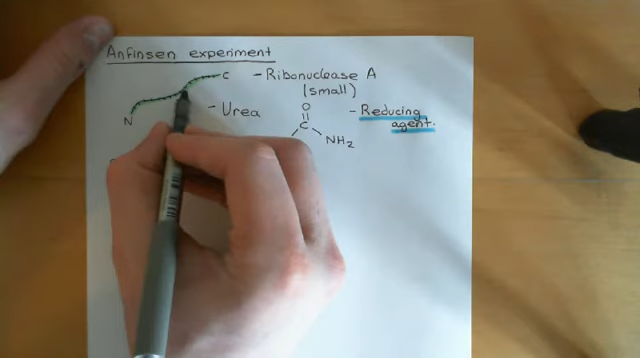 Anfinsen experiment
C - Ribonuclease A
(small)
N - Urea
O
C
NH2
- Reducing
agent.